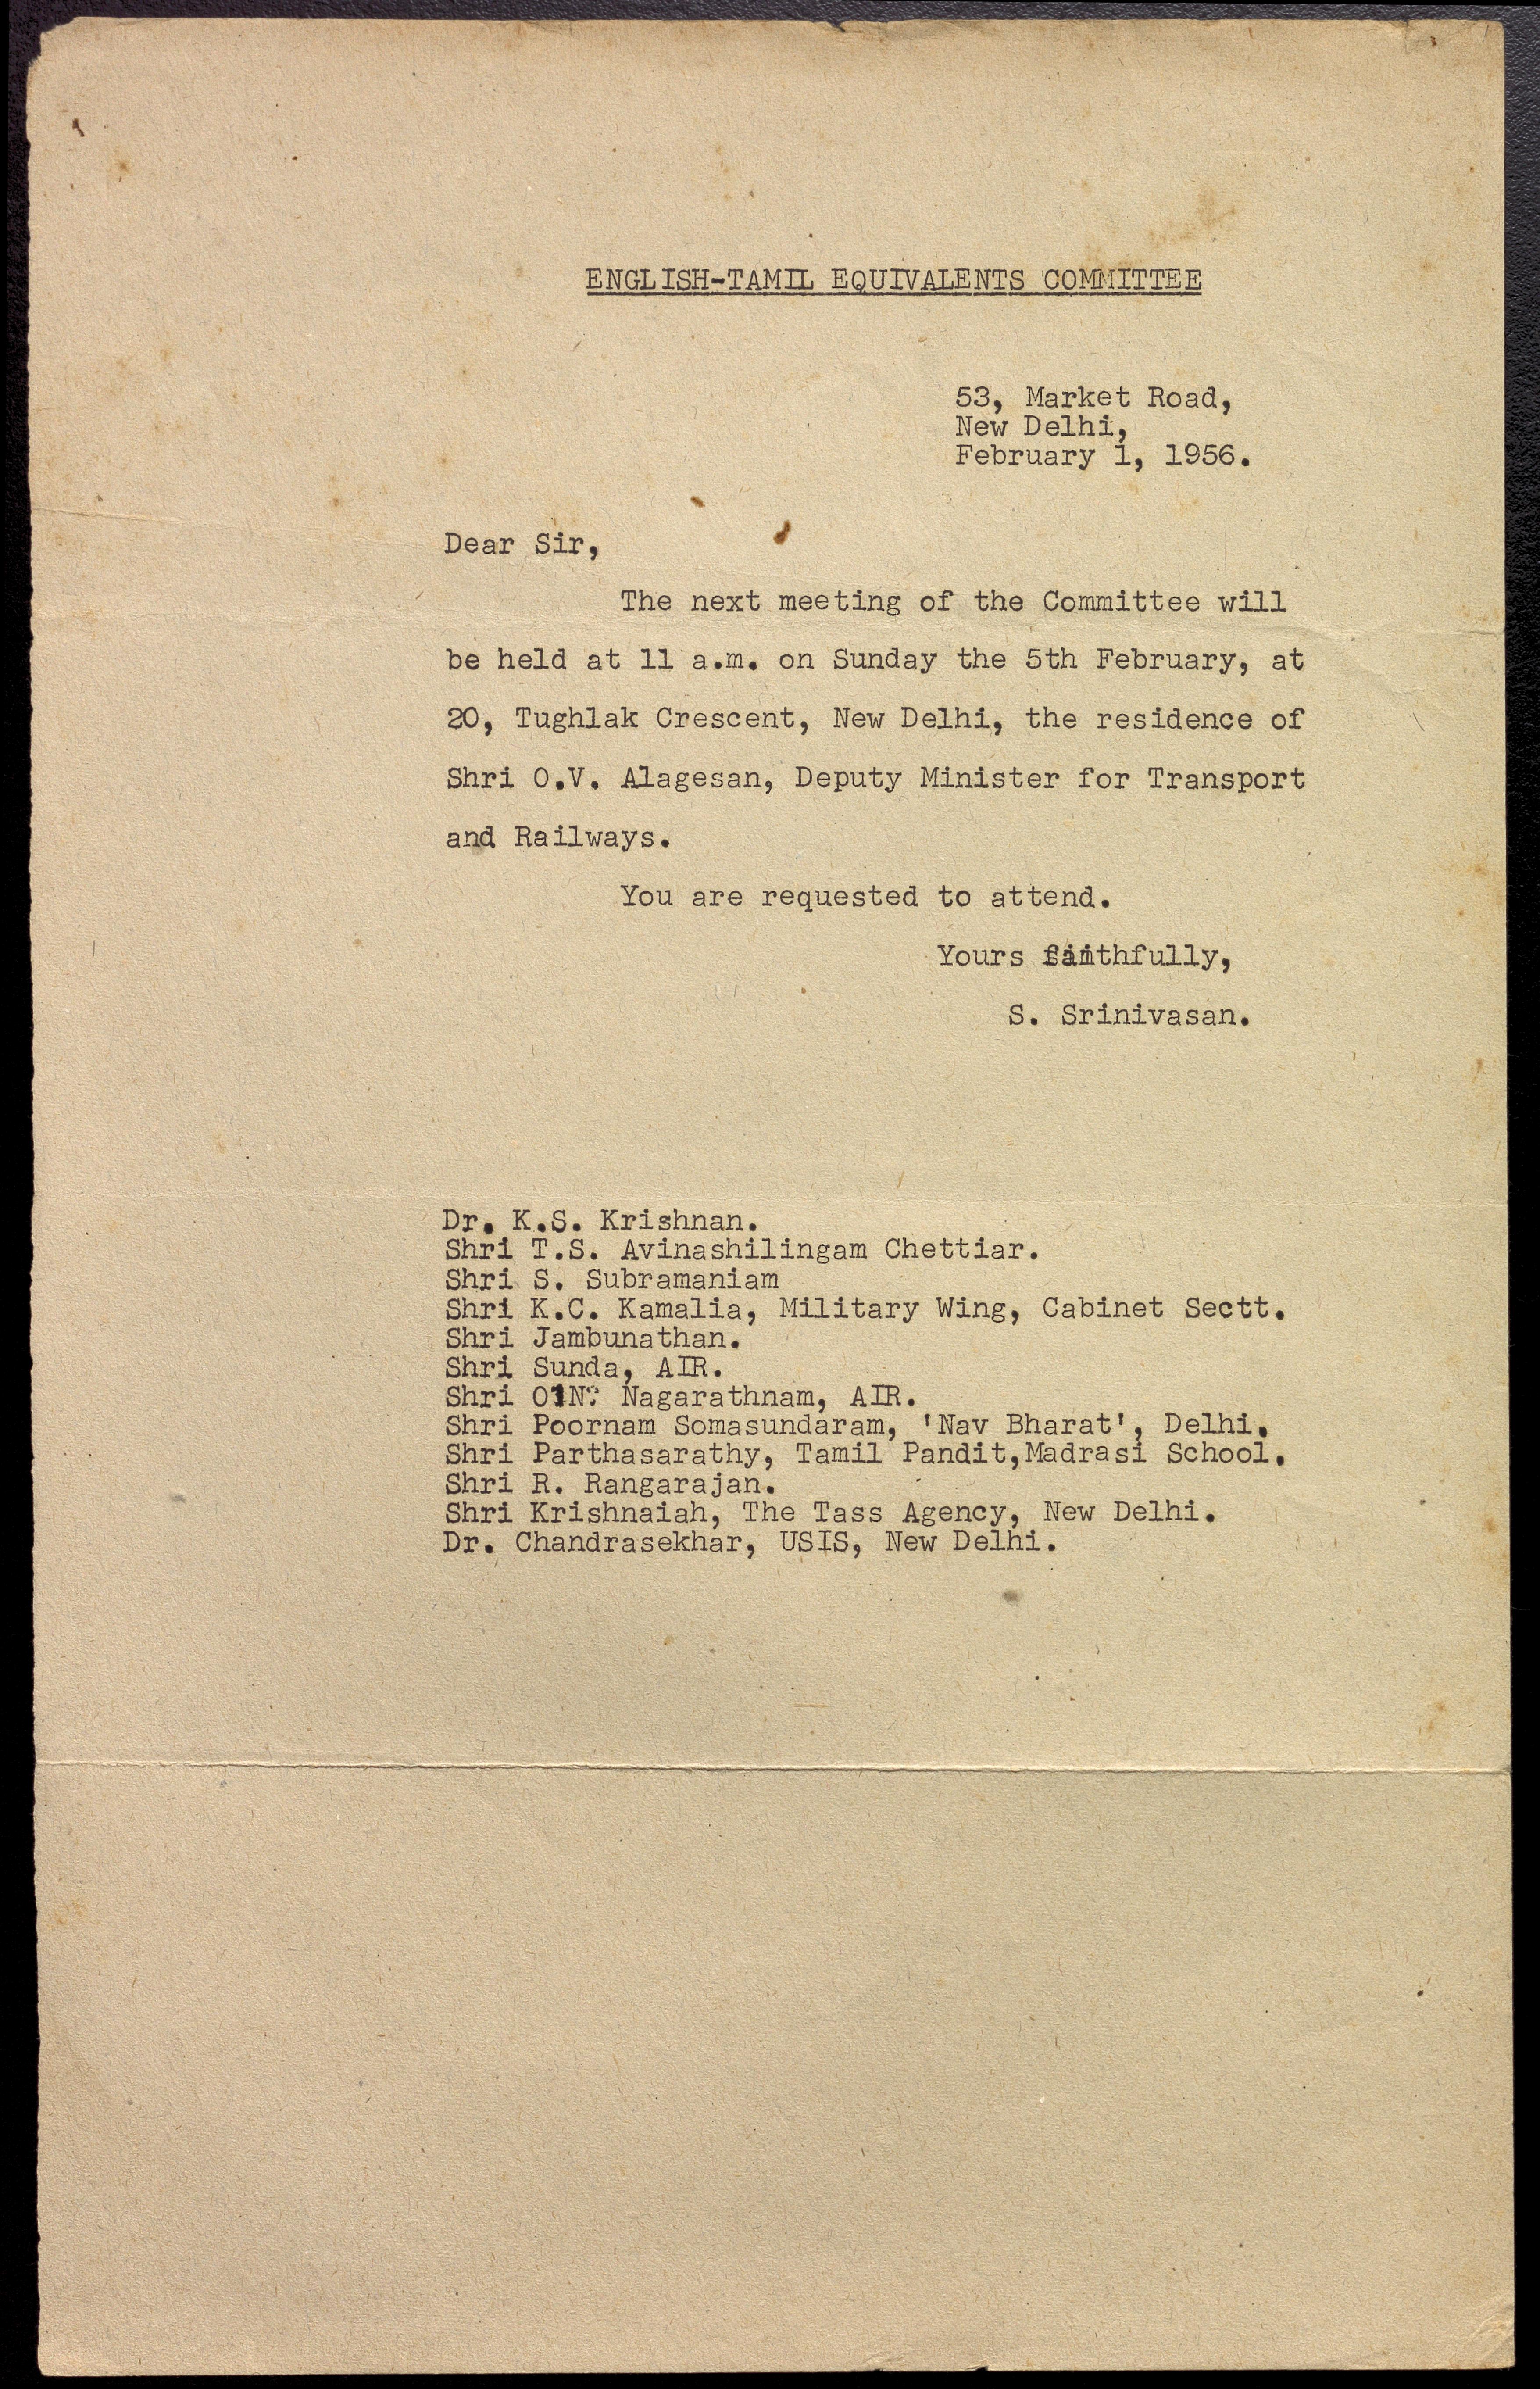 ENGLISH-TAMIL EQUIVALENTS COMMITTEE
53, Market Road,
New Delhi,
February 1, 1956.
Dear Sir,
The next meeting of the Committee will
be held at 11 a.m. on Sunday the 5th February, at
20, Tughlak Crescent, New Delhi, the residence of
Shri O.V. Alagesan, Deputy Minister for Transport
and Railways.
You are requested to attend.
Yours faithfully,
S. Srinivasan.
Dr. K.S. Krishnan.
Shri T.S. Avinashilingam Chettiar.
Shri S. Subramaniam
Shri K.C. Kamalia, Military Wing, Cabinet Sectt.
Shri Jambunathan.
Shri Sunda, AIR.
Shri Nagarathnam, AIR.
Shri Poornam Somasundaram, 'Nav Bharat', Delhi.
Shri Parthasarathy, Tamil Pandit,Madrasi School.
Shri R. Rangarajan.
Shri Krishnaiah, The Tass Agency, New Delhi.
Dr. Chandrasekhar, USIS, New Delhi.